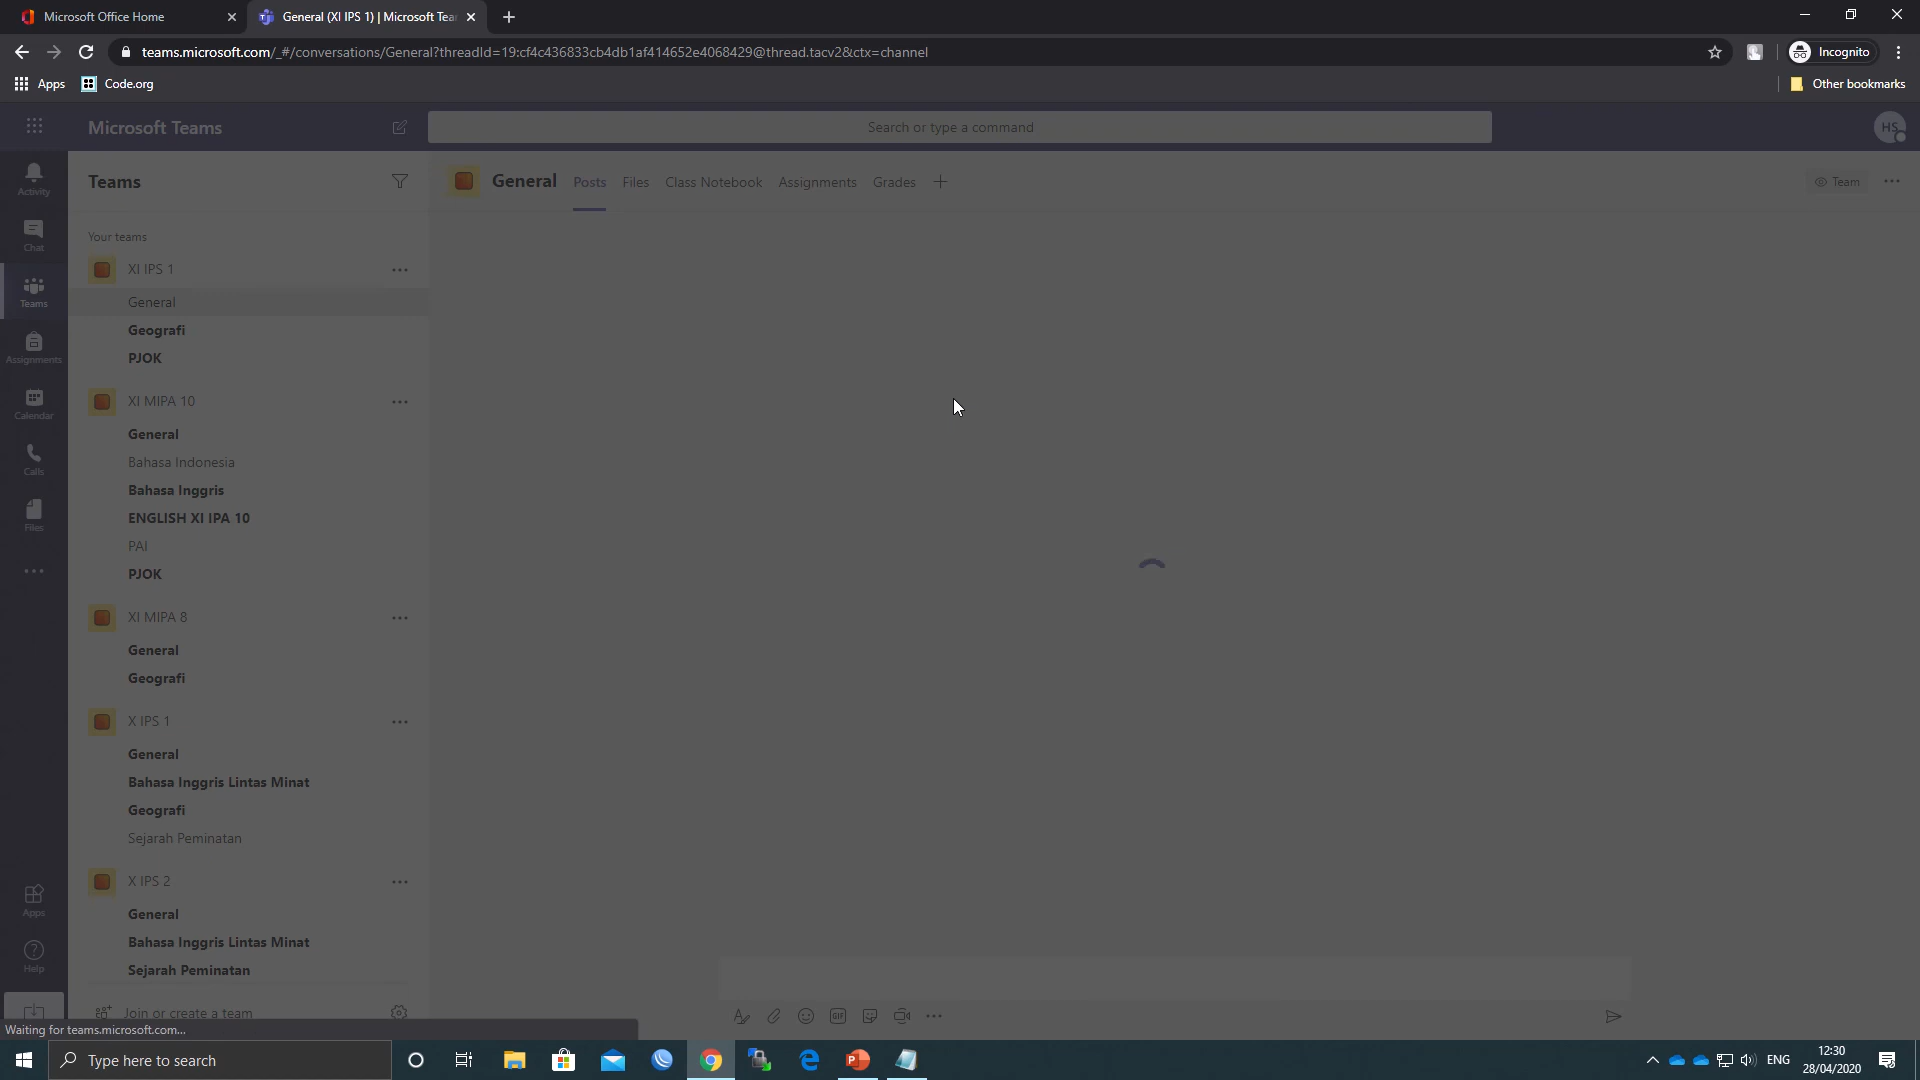 Microsoft Office Home
General (XI IPS 1) | Microsoft Tea
teams.microsoft.com/_#/conversations/General?threadId=19:cf4c436833cb4db1af414652e4068429@thread.tacv2&ctx=channel
Incognito
Apps
Code.org
Other bookmarks
Microsoft Teams
Search or type a command
HS
Activity
Chat
Teams
Assignments
Calendar
Calls
Files
Apps
Help
Teams
Your teams
XI IPS 1
General
Geografi
PJOK
XI MIPA 10
General
Bahasa Indonesia
Bahasa Inggris
ENGLISH XI IPA 10
PAI
PJOK
XI MIPA 8
General
Geografi
X IPS 1
General
Bahasa Inggris Lintas Minat
Geografi
Sejarah Peminatan
X IPS 2
General
Bahasa Inggris Lintas Minat
Sejarah Peminatan
Join or create a team
General
Posts
Files
Class Notebook
Assignments
Grades
Team
GIF
Waiting for teams.microsoft.com...
Type here to search
ENG
12:30
28/04/2020